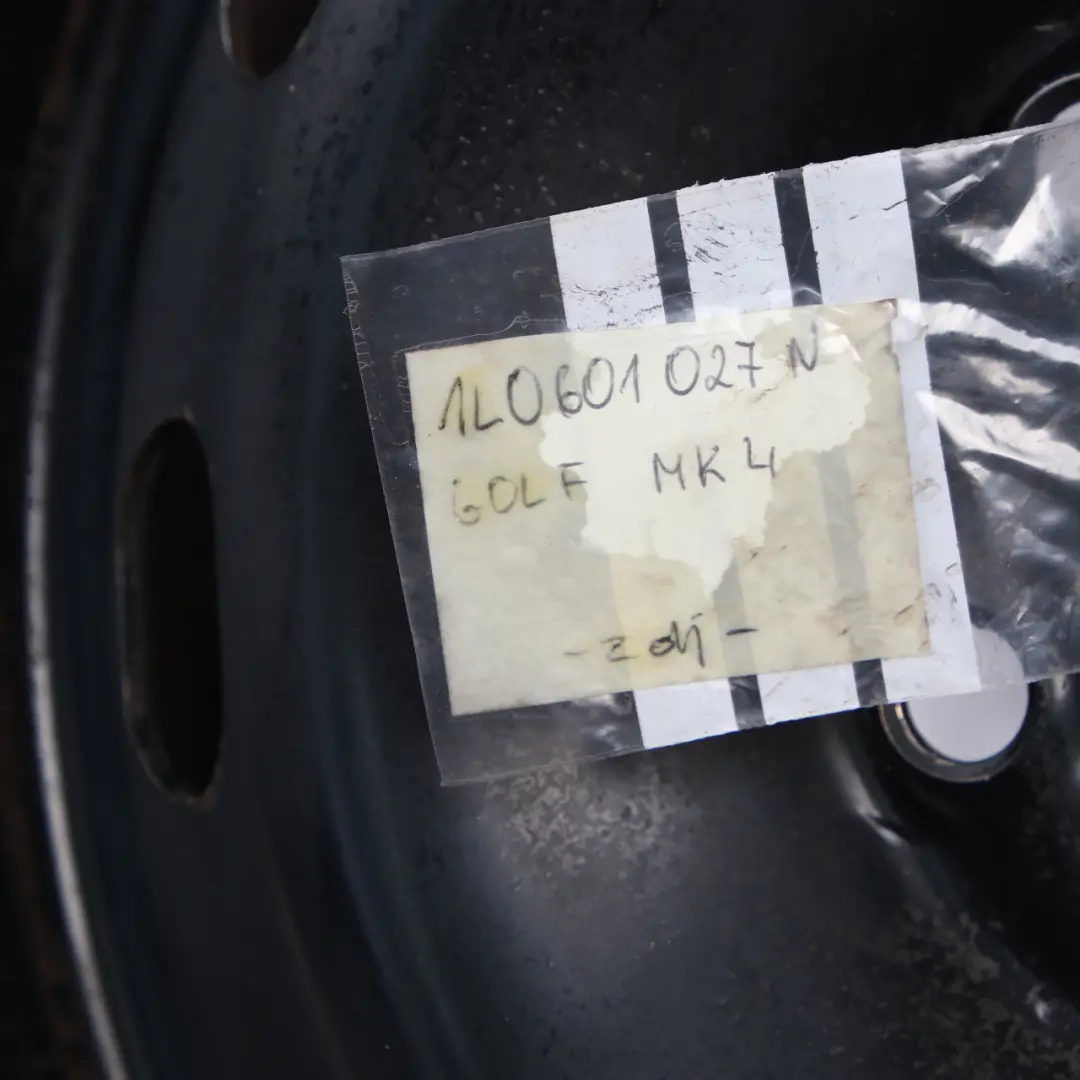 1L0601 027 N
GOLF MK4
- zdj -